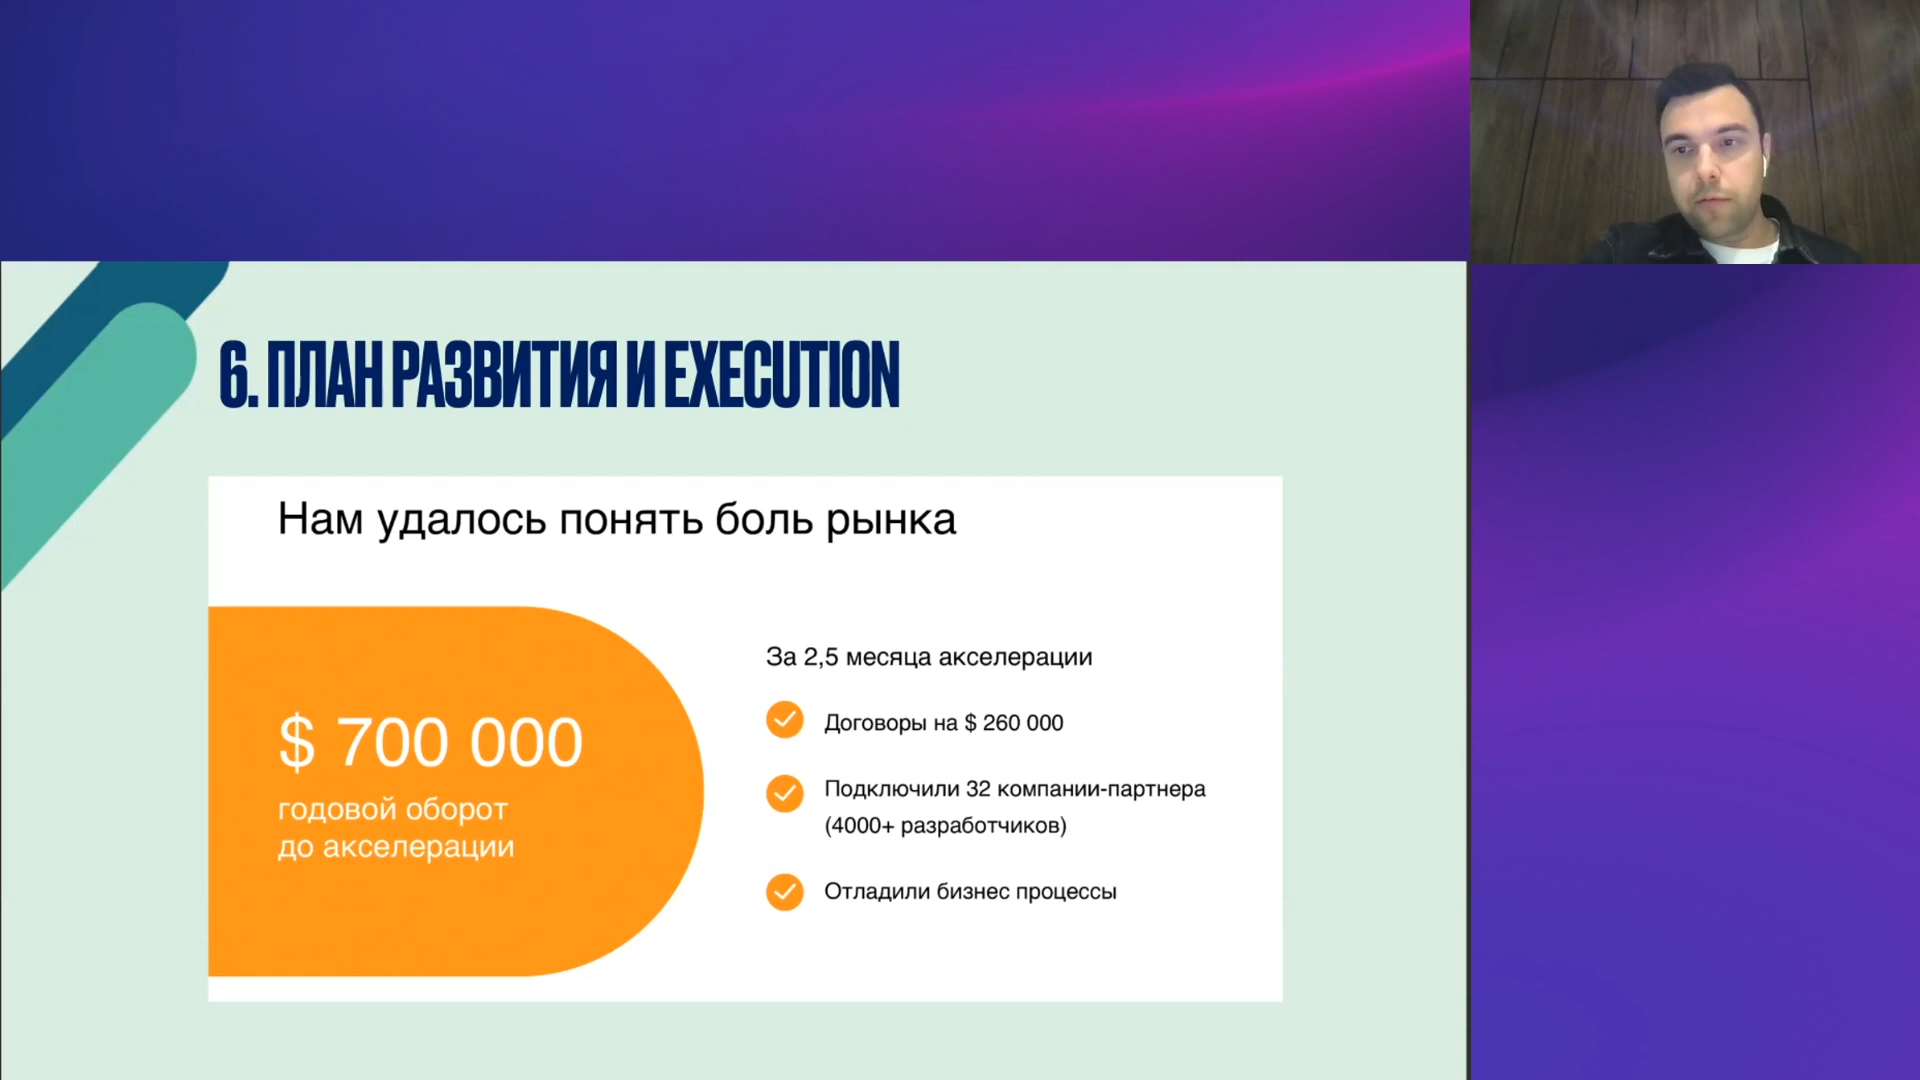 6. ПЛАН РАЗВИТИЯ И EXECUTION
Нам удалось понять боль рынка
$ 700 000
годовой оборот
до акселерации
За 2,5 месяца акселерации
Договоры на $ 260 000
Подключили 32 компании-партнера
(4000+ разработчиков)
Отладили бизнес процессы